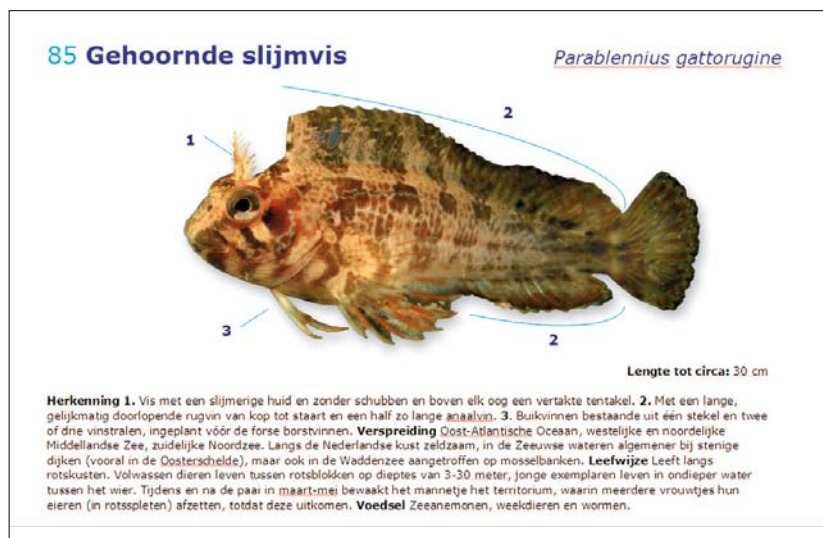 85 Gehoornde slijmvis
Parablennius gattorugine
2
1
3
2
Lengte tot circa: 30 cm
Herkenning 1. Vis met een slijmerige huid en zonder schubben en boven elk oog een vertakte tentakel. 2. Met een lange,
gelijkmatig doorlopende rugvin van kop tot staart en een half zo lange anaalvin. 3. Buikvinnen bestaande uit één stekel en twee
of drie vinstralen, ingeplant vóór de forse borstvinnen. Verspreiding Oost-Atlantische Oceaan, westelijke en noordelijke
Middellandse Zee, zuidelijke Noordzee. Langs de Nederlandse kust zeldzaam, in de Zeeuwse wateren algemener bij stenige
dijken (vooral in de Oosterschelde), maar ook in de Waddenzee aangetroffen op mosselbanken. Leefwijze Leeft langs
rotskusten. Volwassen dieren leven tussen rotsblokken op dieptes van 3-30 meter, jonge exemplaren leven in ondieper water
tussen het wier. Tijdens en na de paai in maart-mei bewaakt het mannetje het territorium, waarin meerdere vrouwtjes hun
eieren (in rotsspleten) afzetten, totdat deze uitkomen. Voedsel Zeeanemonen, weekdieren en wormen.